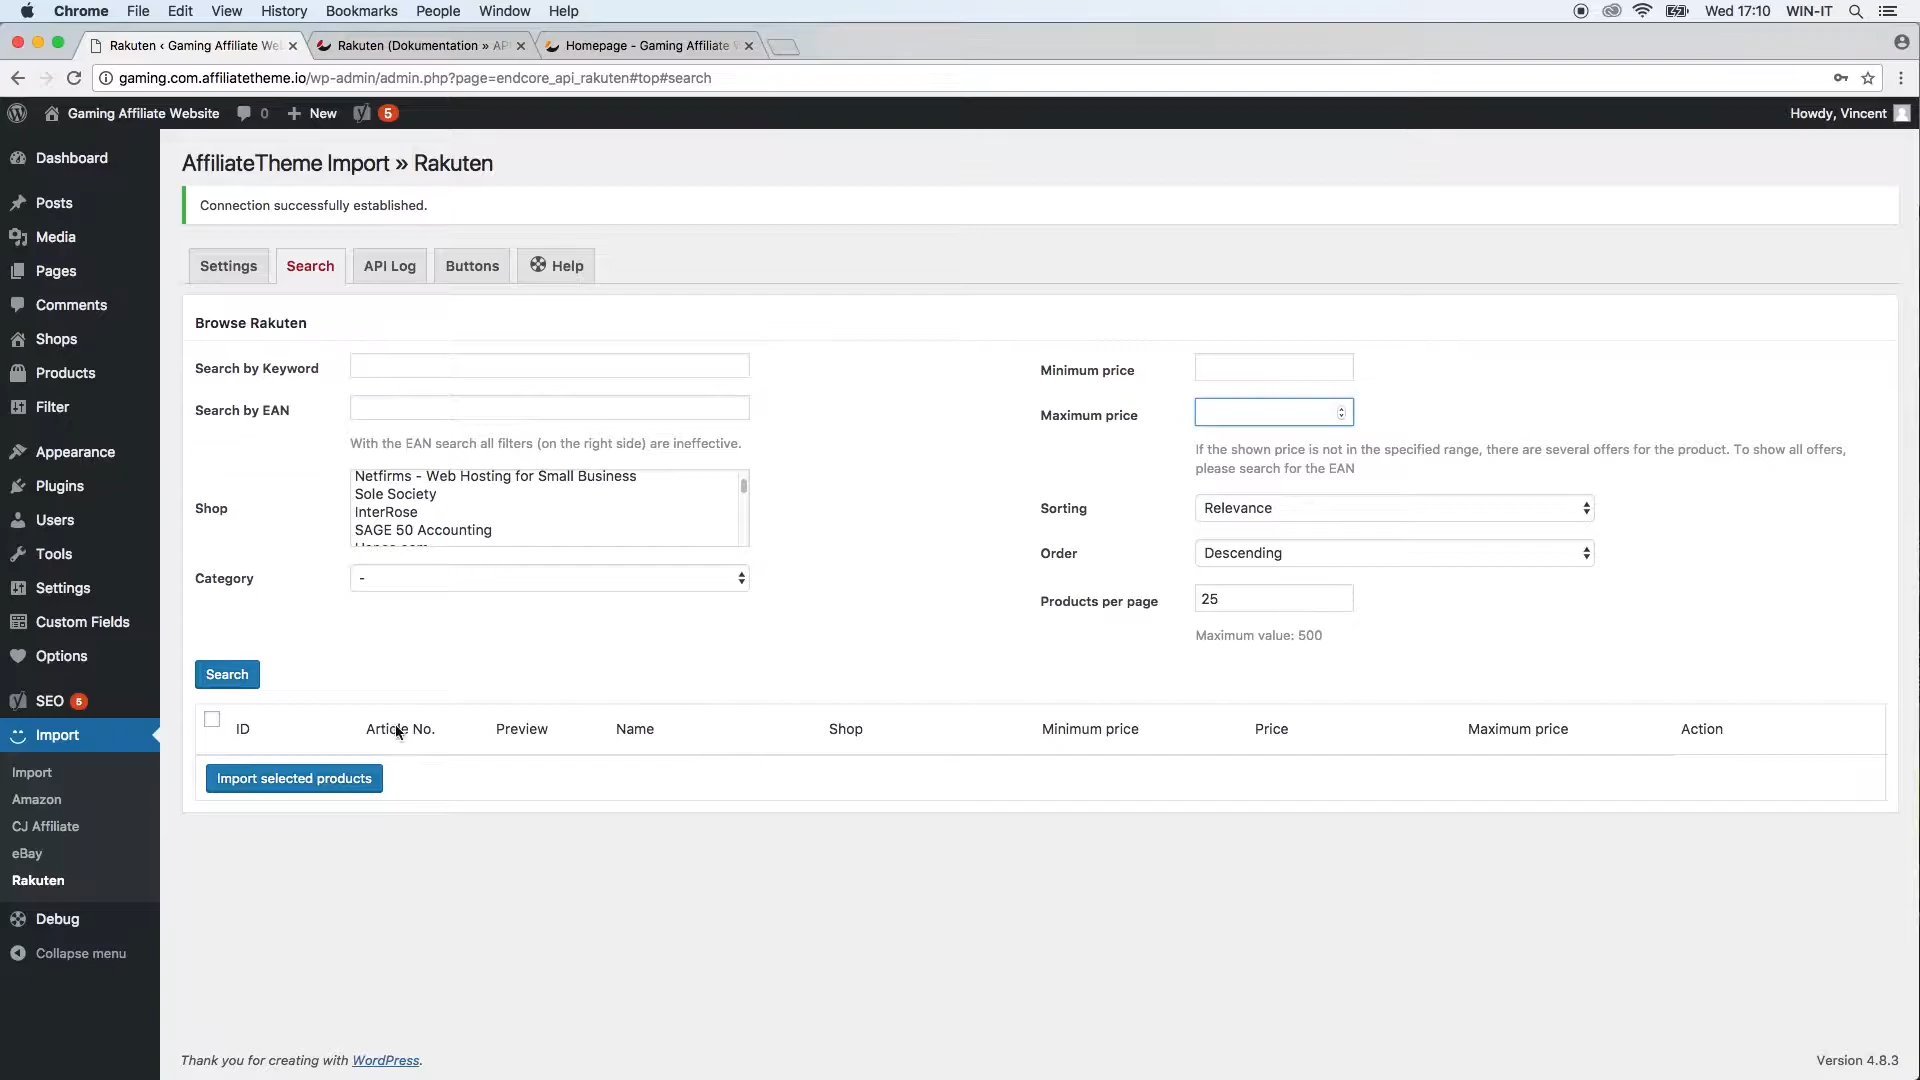 Chrome File Edit View History Bookmarks People Window Help Wed 17:10 WIN-IT
Rakuten ‹ Gaming Affiliate We
Rakuten (Dokumentation » AP
Homepage - Gaming Affiliate
gaming.com.affiliatetheme.io/wp-admin/admin.php?page=endcore_api_rakuten#top#search
Gaming Affiliate Website 0 New 5 Howdy, Vincent
Dashboard
Posts
Media
Pages
Comments
Shops
Products
Filter
Appearance
Plugins
Users
Tools
Settings
Custom Fields
Options
SEO 5
Import
Import
Amazon
CJ Affiliate
eBay
Rakuten
Debug
Collapse menu
AffiliateTheme Import » Rakuten
Connection successfully established.
Settings Search API Log Buttons Help
Browse Rakuten
Search by Keyword
Search by EAN
With the EAN search all filters (on the right side) are ineffective.
Shop
Netfirms - Web Hosting for Small Business
Sole Society
InterRose
SAGE 50 Accounting
Category -
Minimum price
Maximum price
If the shown price is not in the specified range, there are several offers for the product. To show all offers,
please search for the EAN
Sorting Relevance
Order Descending
Products per page 25
Maximum value: 500
Search
ID Article No. Preview Name Shop Minimum price Price Maximum price Action
Import selected products
Thank you for creating with WordPress.
Version 4.8.3